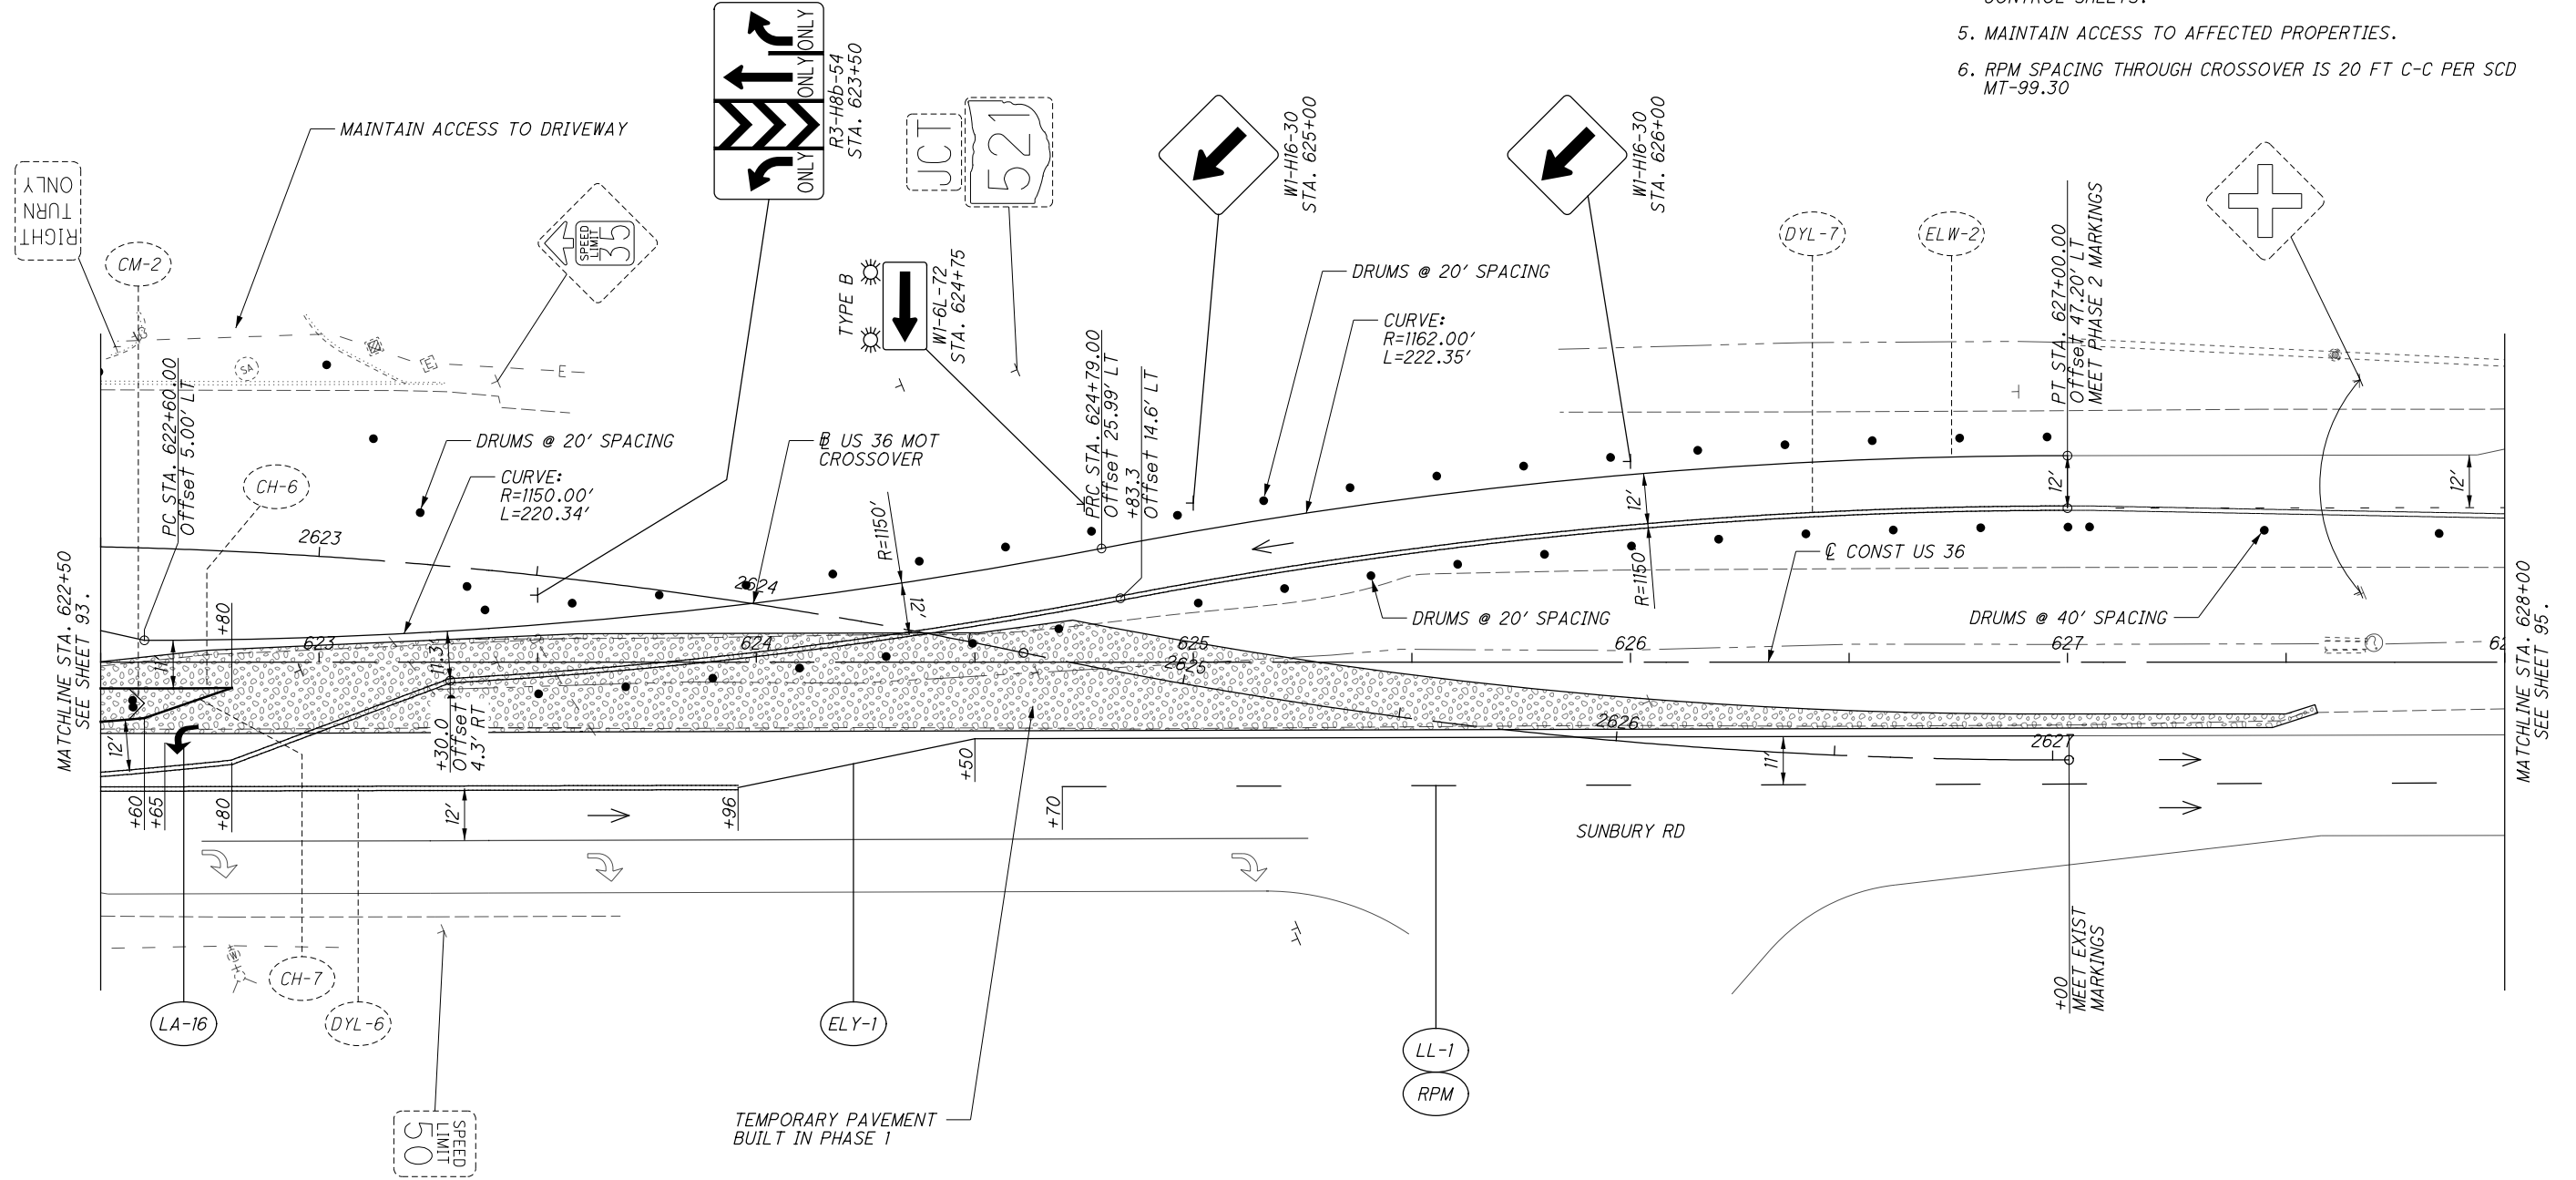 CONTROL SHEETS.
5. MAINTAIN ACCESS TO AFFECTED PROPERTIES.
6. RPM SPACING THROUGH CROSSOVER IS 20 FT C-C PER SCD
MT-99.30
MAINTAIN ACCESS TO DRIVEWAY
RIGHT
TURN
ONLY
CM-2
SPEED
LIMIT
35
ONLY
ONLY
ONLY
R3-H8b-54
STA. 623+50
JCT
521
TYPE B
W1-6L-72
STA. 624+75
W1-H16-30
STA. 625+00
W1-H16-30
STA. 626+00
DYL-7
ELW-2
PT STA. 627+00.00
Offset 47.20' LT
MEET PHASE 2 MARKINGS
DRUMS @ 20' SPACING
CURVE:
R=1162.00'
L=222.35'
PC STA. 622+60.00
Offset 5.00' LT
SA
E
E
DRUMS @ 20' SPACING
CURVE:
R=1150.00'
L=220.34'
CH-6
℄ US 36 MOT
CROSSOVER
PRC STA. 624+79.00
Offset 25.99' LT
+83.3
Offset 14.6' LT
R=1150'
12'
12'
R=1150'
12'
12'
℄ CONST US 36
DRUMS @ 20' SPACING
DRUMS @ 40' SPACING
MATCHLINE STA. 622+50
SEE SHEET 93.
MATCHLINE STA. 628+00
SEE SHEET 95.
2623
2624
2625
2626
2627
623
624
625
626
627
62
+80
11'
11.3'
+30.0
Offset
4.3' RT
12'
+60
+65
+80
12'
+96
+50
+70
11'
SUNBURY RD
+00
MEET EXIST
MARKINGS
W
CH-7
LA-16
DYL-6
ELY-1
LL-1
RPM
SPEED
LIMIT
50
TEMPORARY PAVEMENT
BUILT IN PHASE 1